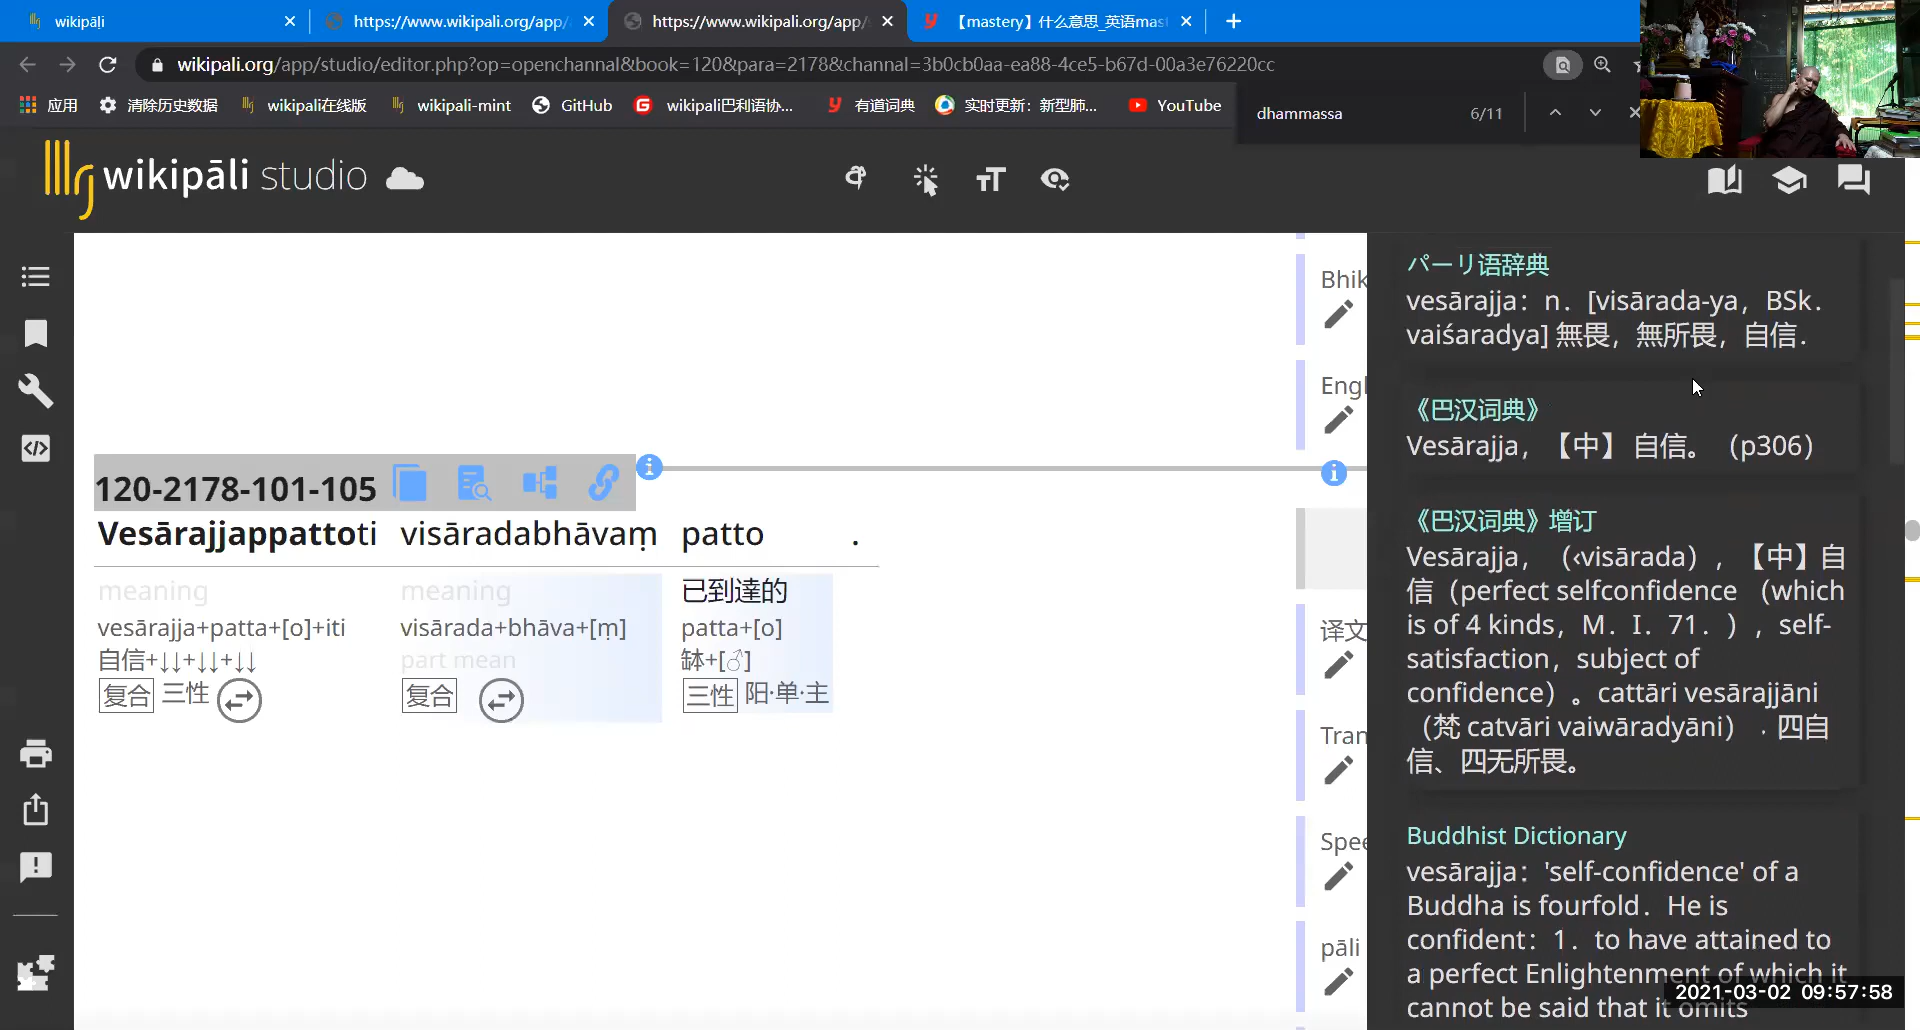 wikipāḷi
https://www.wikipali.org/app/
https://www.wikipali.org/app/
【mastery】什么意思_英语mast
wikipali.org/app/studio/editor.php?op=openchannal&book=120&para=2178&channal=3b0cb0aa-ea88-4ce5-b67d-00a3e76220cc
应用 清除历史数据 wikipali在线版 wikipali-mint GitHub wikipali巴利语协... 有道词典 实时更新：新型肺... YouTube
dhammassa 6/11
wikipāli studio
120-2178-101-105
Vesārajjappattoti visāradabhāvaṃ patto .
meaning meaning 已到達的
vesārajja+patta+[o]+iti visārada+bhāva+[ṃ] patta+[o]
自信+↓↓+↓↓+↓↓ part mean 缽+[♂]
复合 三性 复合 三性 阳·单·主
Bhik
Engl
译文
Tran
Spee
pāli
パーリ语辞典
vesārajja：n．[visārada-ya，BSk．
vaiśaradya] 無畏，無所畏，自信．
《巴汉词典》
Vesārajja，【中】 自信。（p306）
《巴汉词典》增订
Vesārajja，（‹visārada），【中】自
信（perfect selfconfidence （which
is of 4 kinds，M．I．71．），self-
satisfaction，subject of
confidence）。cattāri vesārajjāni
（梵 catvāri vaiwāradyāni）﹒四自
信、四无所畏。
Buddhist Dictionary
vesārajja：'self-confidence' of a
Buddha is fourfold．He is
confident：1．to have attained to
a perfect Enlightenment of which it
cannot be said that it omits
2021-03-02 09:57:58